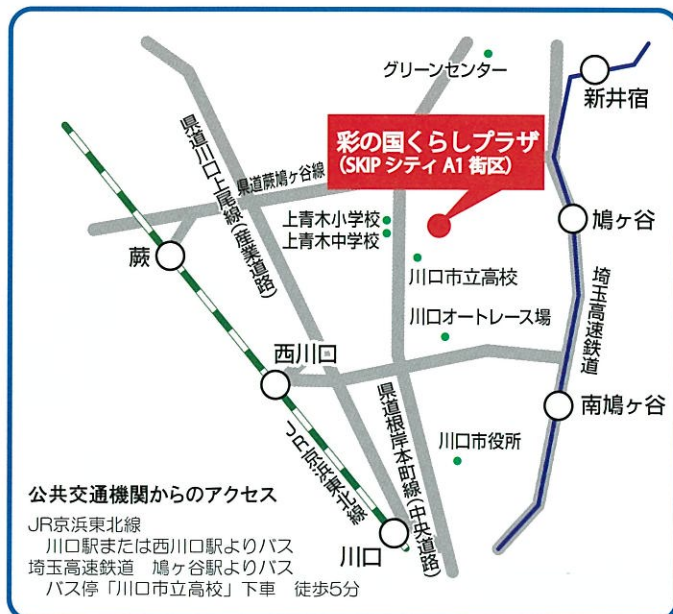 グリーンセンター
新井宿
彩の国くらしプラザ
(SKIPシティ A1街区)
県道川口上尾線(産業道路)
県道蕨鳩ヶ谷線
上青木小学校
上青木中学校
鳩ヶ谷
蕨
川口市立高校
埼玉高速鉄道
川口オートレース場
西川口
南鳩ヶ谷
県道根岸本町線(中央道路)
JR京浜東北線
川口市役所
川口
公共交通機関からのアクセス
JR京浜東北線
川口駅または西川口駅よりバス
埼玉高速鉄道 鳩ヶ谷駅よりバス
バス停「川口市立高校」下車 徒歩5分